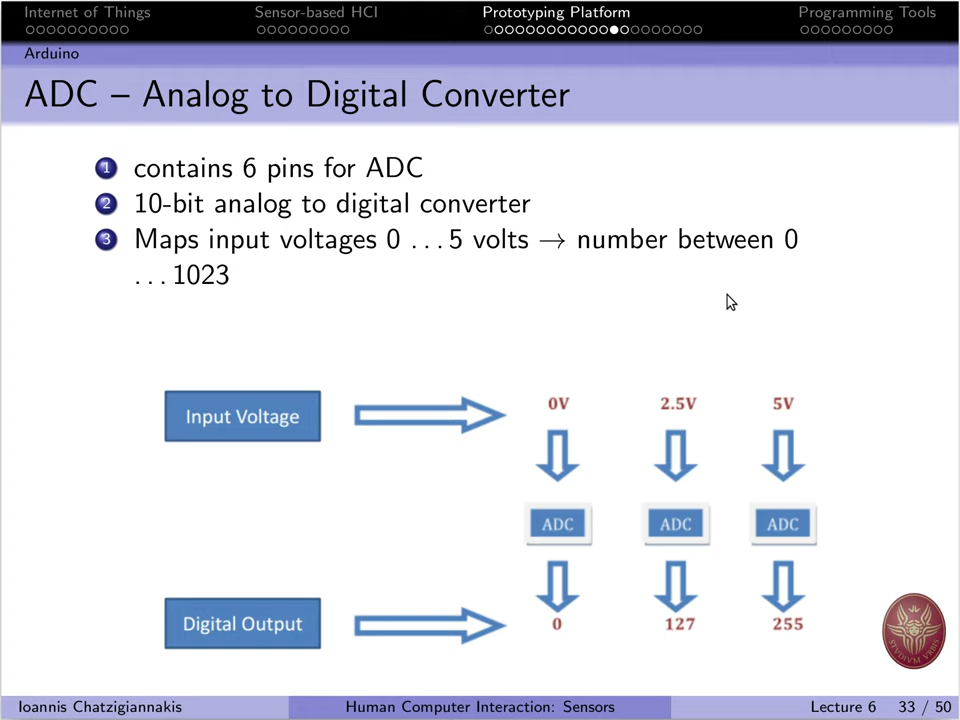 Internet of Things Sensor-based HCI Prototyping Platform Programming Tools
Arduino
ADC – Analog to Digital Converter
1 contains 6 pins for ADC
2 10-bit analog to digital converter
3 Maps input voltages 0 ...5 volts → number between 0
...1023
Input Voltage 0V 2.5V 5V
ADC ADC ADC
Digital Output 0 127 255
STVDIVM VRBIS
Ioannis Chatzigiannakis Human Computer Interaction: Sensors Lecture 6 33 / 50